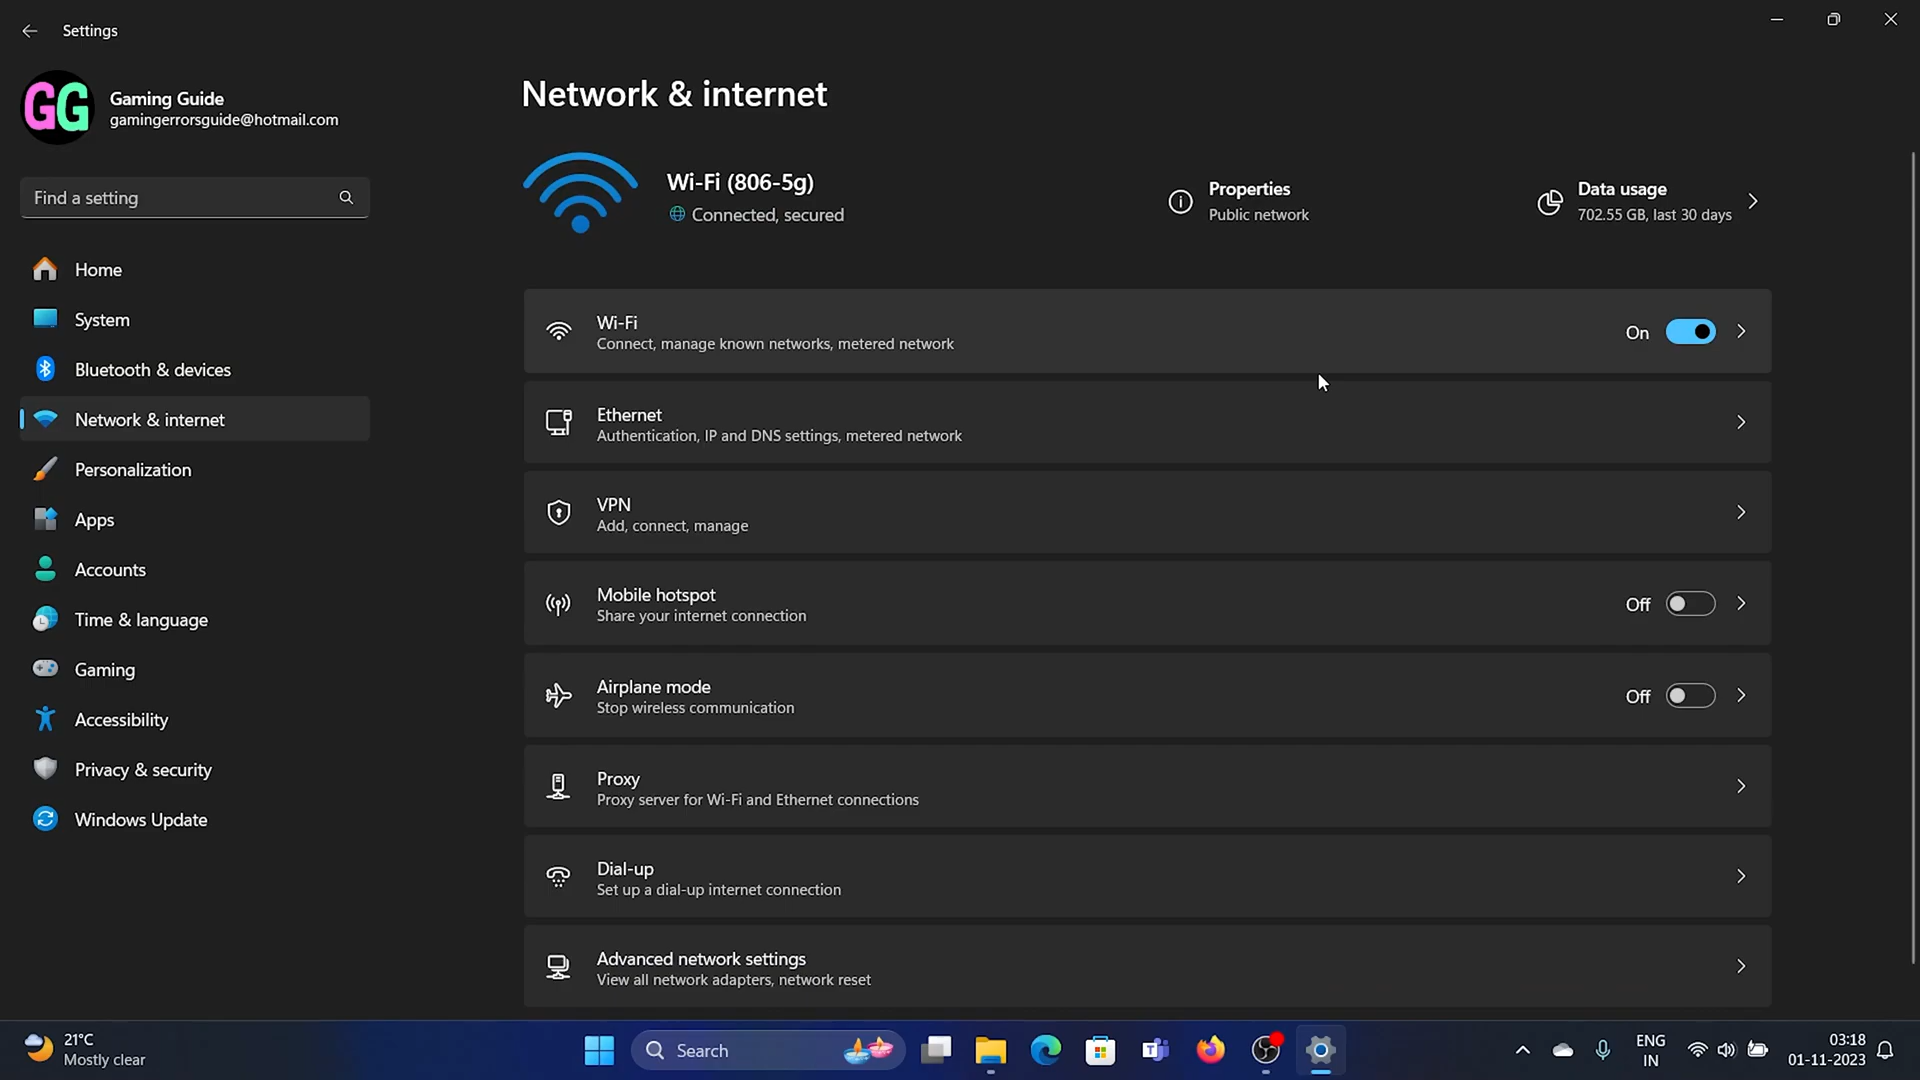 Settings
GG
Gaming Guide
gamingerrorsguide@hotmail.com
Find a setting
Home
System
Bluetooth & devices
Network & internet
Personalization
Apps
Accounts
Time & language
Gaming
Accessibility
Privacy & security
Windows Update
Network & internet
Wi-Fi (806-5g)
Connected, secured
Properties
Public network
Data usage
702.55 GB, last 30 days
Wi-Fi
Connect, manage known networks, metered network
On
Ethernet
Authentication, IP and DNS settings, metered network
VPN
Add, connect, manage
Mobile hotspot
Share your internet connection
Off
Airplane mode
Stop wireless communication
Off
Proxy
Proxy server for Wi-Fi and Ethernet connections
Dial-up
Set up a dial-up internet connection
Advanced network settings
View all network adapters, network reset
21°C
Mostly clear
Search
ENG
IN
03:18
01-11-2023